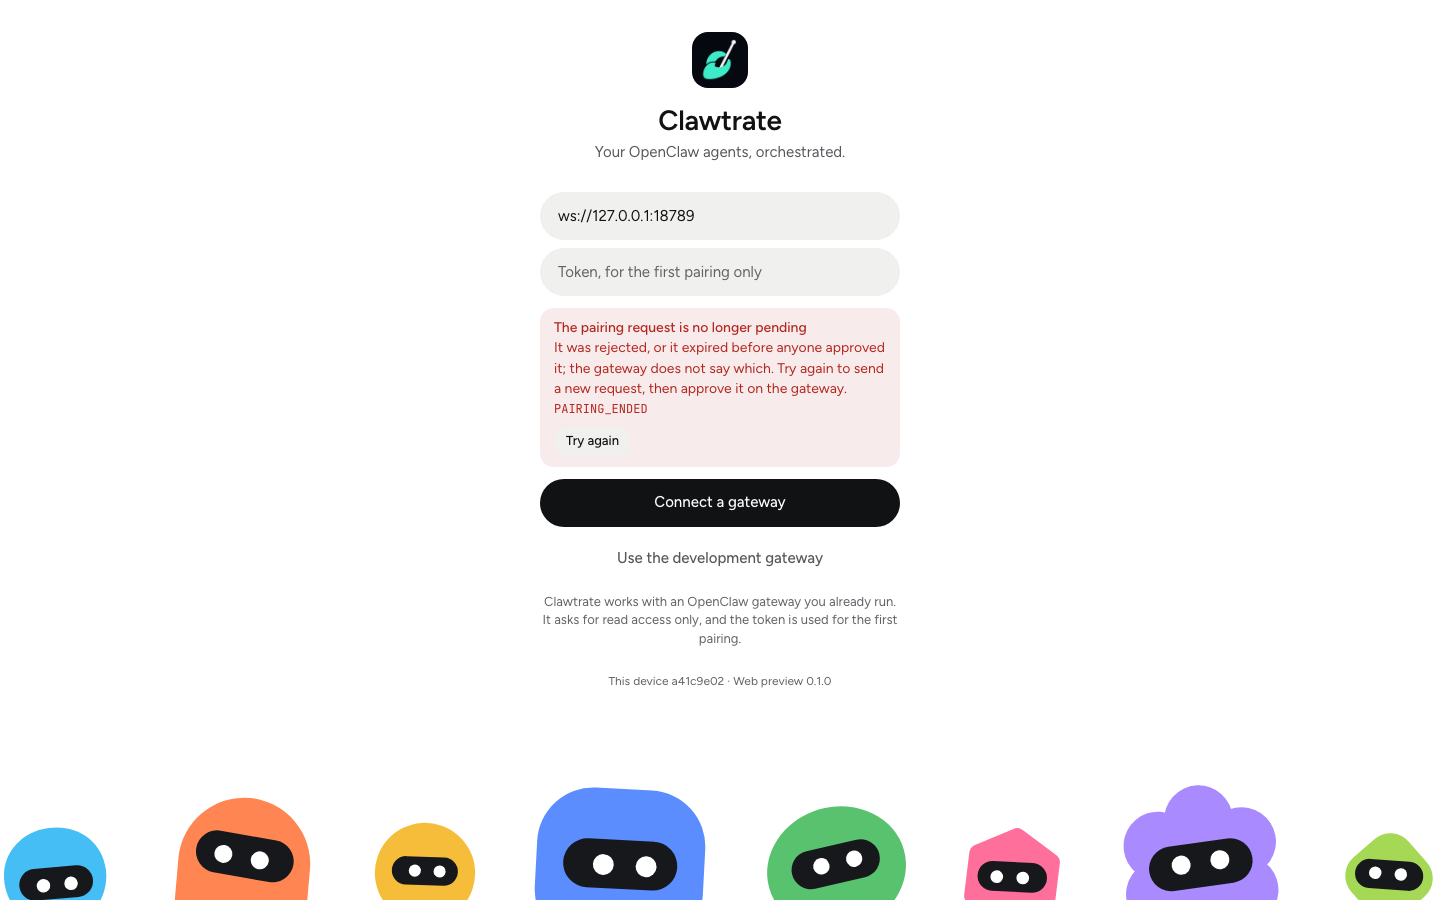 Clawtrate
Your OpenClaw agents, orchestrated.
ws://127.0.0.1:18789
Token, for the first pairing only
The pairing request is no longer pending
It was rejected, or it expired before anyone approved
it; the gateway does not say which. Try again to send
a new request, then approve it on the gateway.
PAIRING_ENDED
Try again
Connect a gateway
Use the development gateway
Clawtrate works with an OpenClaw gateway you already run.
It asks for read access only, and the token is used for the first
pairing.
This device a41c9e02 · Web preview 0.1.0